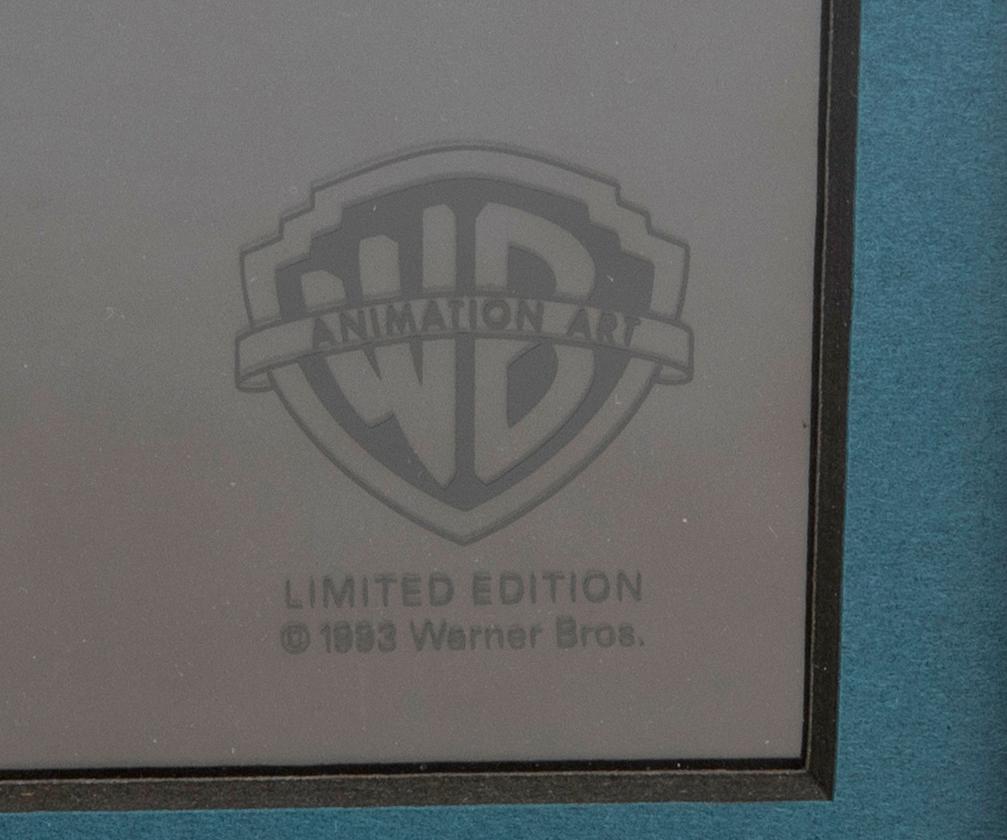 WB
ANIMATION ART
LIMITED EDITION
© 1993 Warner Bros.